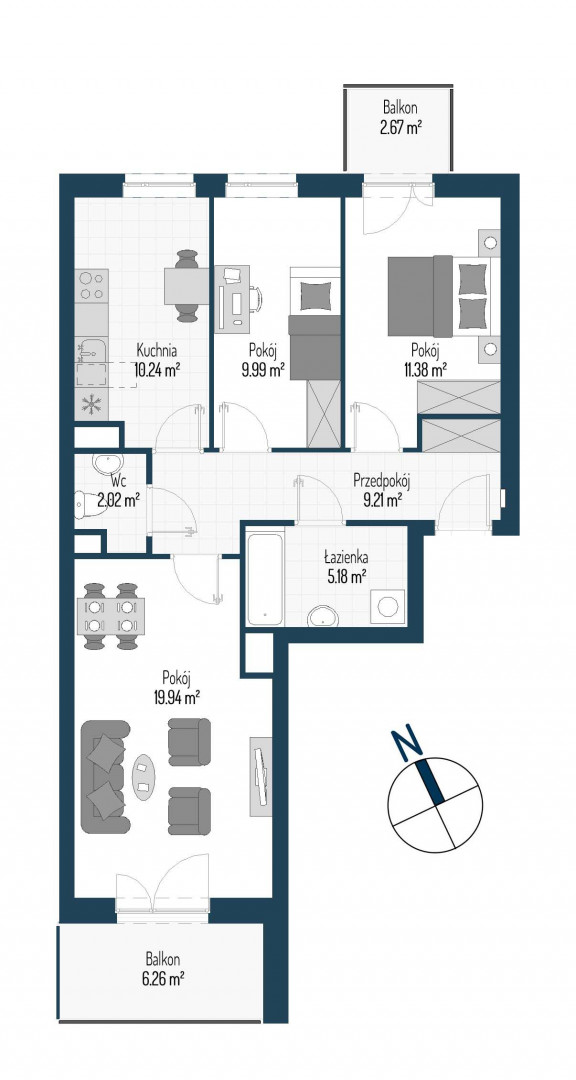 Balkon
2.67 m²
Kuchnia
10.24 m²
Pokój
9.99 m²
Pokój
11.38 m²
Wc
2.02 m²
Przedpokój
9.21 m²
Łazienka
5.18 m²
Pokój
19.94 m²
N
Balkon
6.26 m²